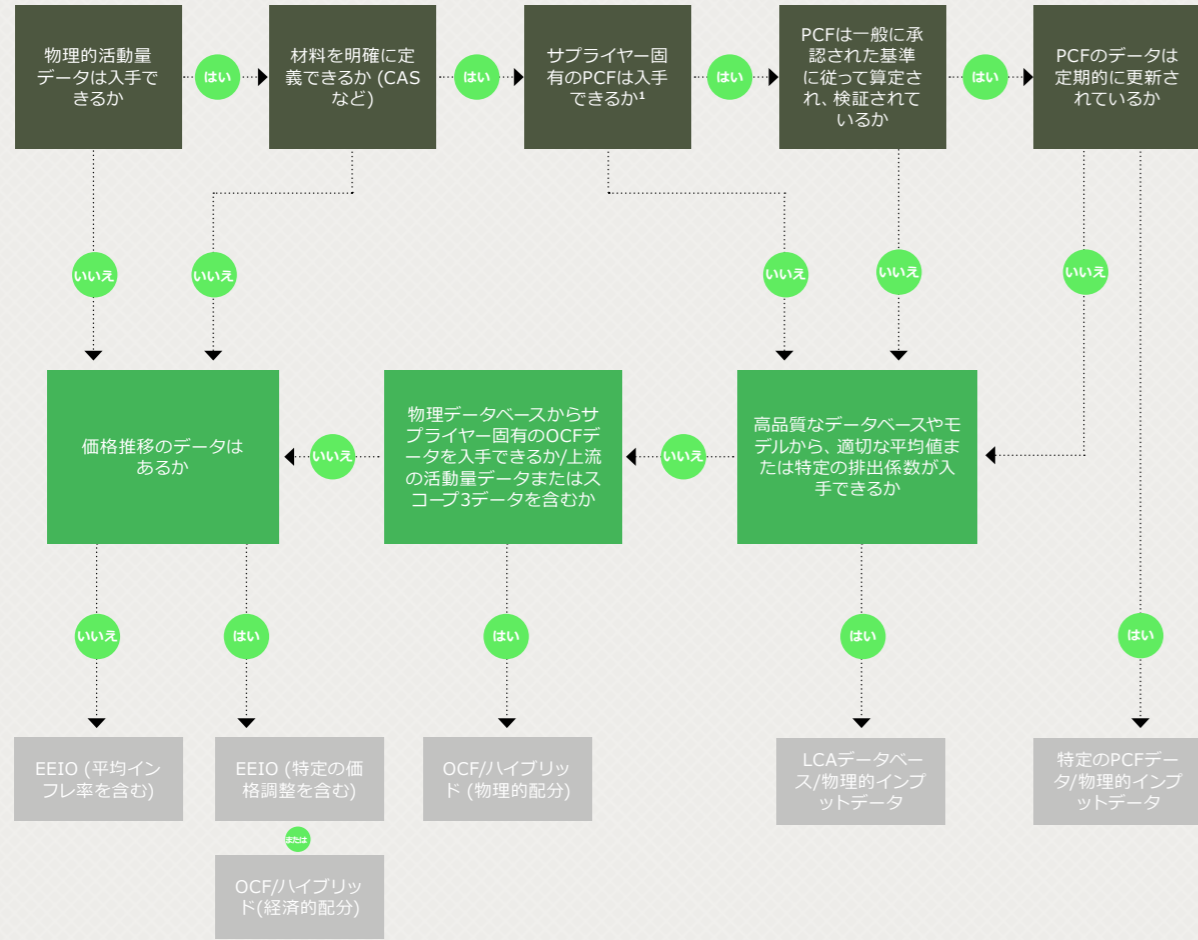 物理的活動量
データは入手で
きるか
はい
材料を明確に定
義できるか (CAS
など)
はい
サプライヤー固
有のPCFは入手
できるか¹
はい
PCFは一般に承
認された基準
に従って算定さ
れ、検証されて
いるか
はい
PCFのデータは
定期的に更新さ
れているか
いいえ
いいえ
いいえ
いいえ
いいえ
価格推移のデータは
あるか
いいえ
物理データベースからサ
プライヤー固有のOCFデ
ータを入手できるか/上流
の活動量データまたはス
コープ3データを含むか
いいえ
高品質なデータベースやモ
デルから、適切な平均値ま
たは特定の排出係数が入
手できるか
いいえ
はい
はい
はい
はい
EEIO (平均イン
フレ率を含む)
EEIO (特定の価
格調整を含む)
OCF/ハイブリッ
ド (物理的配分)
LCAデータベー
ス/物理的インプ
ットデータ
特定のPCFデー
タ/物理的インプ
ットデータ
または
OCF/ハイブリッ
ド(経済的配分)